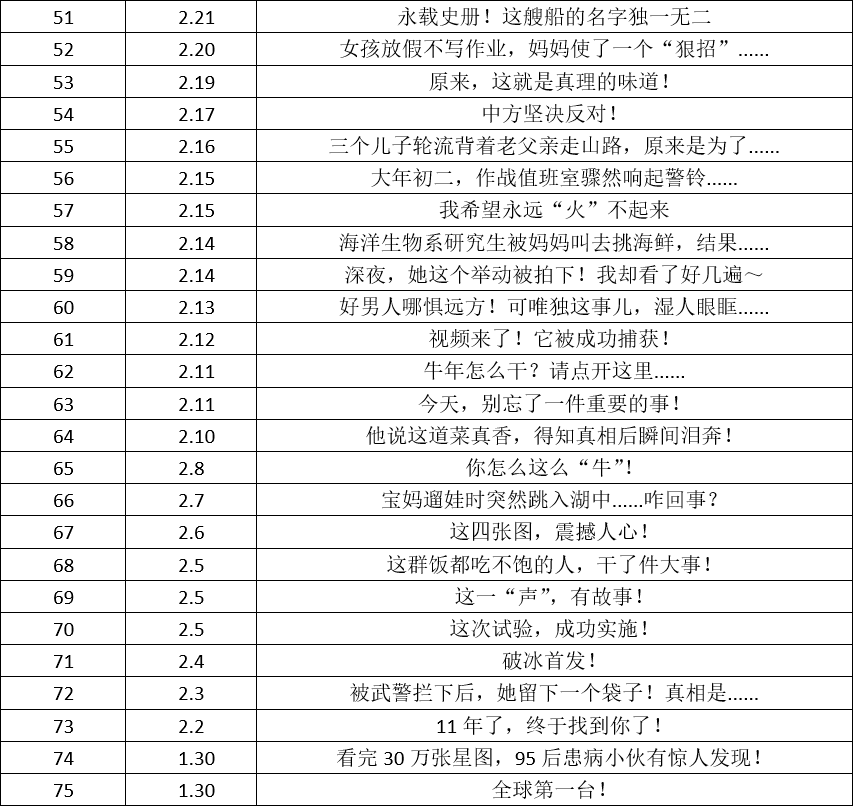 51 2.21 永载史册！这艘船的名字独一无二
52 2.20 女孩放假不写作业，妈妈使了一个“狠招”……
53 2.19 原来，这就是真理的味道！
54 2.17 中方坚决反对！
55 2.16 三个儿子轮流背着老父亲走山路，原来是为了……
56 2.15 大年初二，作战值班室骤然响起警铃……
57 2.15 我希望永远“火”不起来
58 2.14 海洋生物系研究生被妈妈叫去挑海鲜，结果……
59 2.14 深夜，她这个举动被拍下！我却看了好几遍～
60 2.13 好男人哪惧远方！可唯独这事儿，湿人眼眶……
61 2.12 视频来了！它被成功捕获！
62 2.11 牛年怎么干？请点开这里……
63 2.11 今天，别忘了一件重要的事！
64 2.10 他说这道菜真香，得知真相后瞬间泪奔！
65 2.8 你怎么这么“牛”！
66 2.7 宝妈遛娃时突然跳入湖中……咋回事？
67 2.6 这四张图，震撼人心！
68 2.5 这群饭都吃不饱的人，干了件大事！
69 2.5 这一“声”，有故事！
70 2.5 这次试验，成功实施！
71 2.4 破冰首发！
72 2.3 被武警拦下后，她留下一个袋子！真相是……
73 2.2 11 年了，终于找到你了！
74 1.30 看完 30 万张星图，95 后患病小伙有惊人发现！
75 1.30 全球第一台！